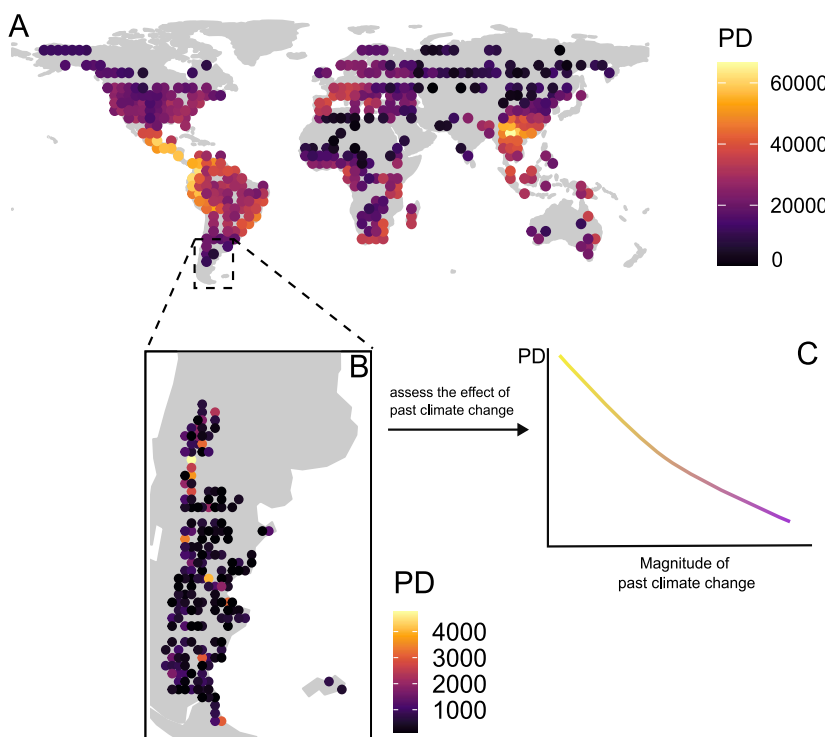 A
PD
60000
40000
20000
0
B
assess the effect of
past climate change
PD
C
Magnitude of
past climate change
PD
4000
3000
2000
1000